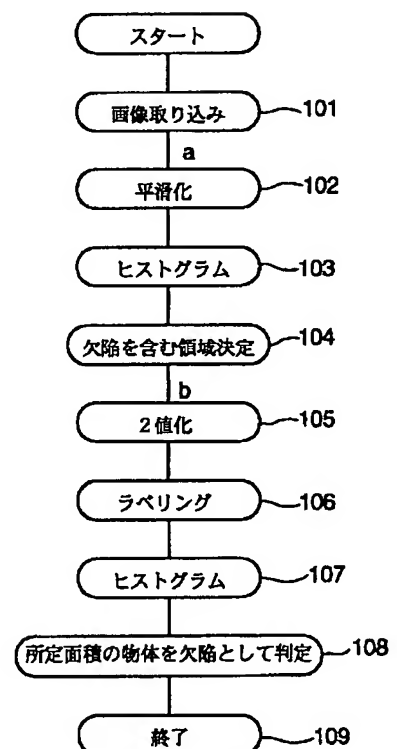 スタート
画像取り込み 101
a
平滑化 102
ヒストグラム 103
欠陥を含む領域決定 104
b
2値化 105
ラベリング 106
ヒストグラム 107
所定面積の物体を欠陥として判定 108
終了 109